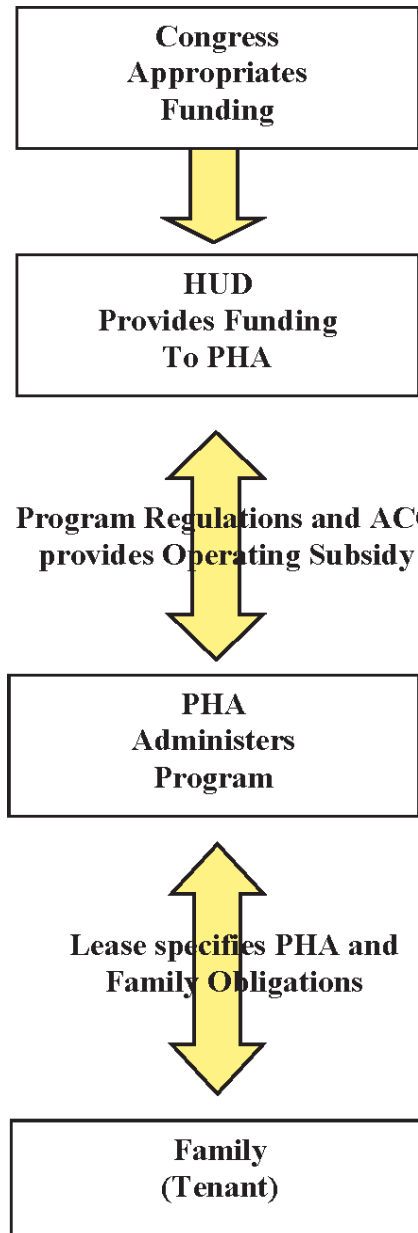 Congress
Appropriates
Funding
HUD
Provides Funding
To PHA
Program Regulations and AC
provides Operating Subsidy
PHA
Administers
Program
Lease specifies PHA and
Family Obligations
Family
(Tenant)